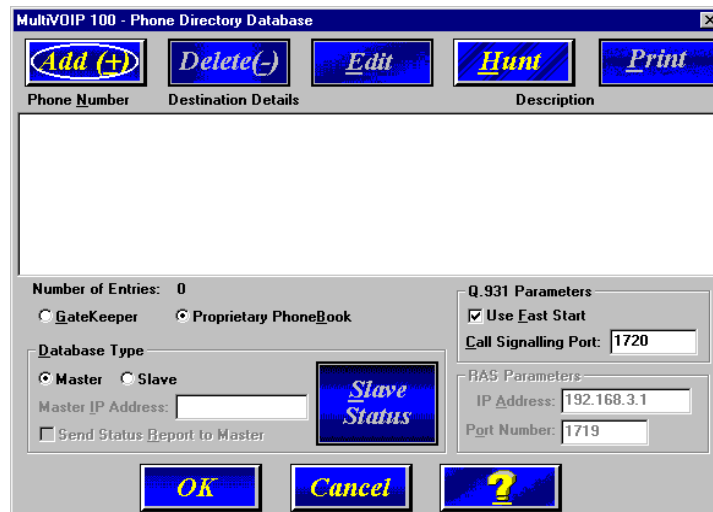 MultiVOIP 100 - Phone Directory Database
Add (+) Delete(-) Edit Hunt Print
Phone Number Destination Details Description
Number of Entries: 0
GateKeeper Proprietary PhoneBook
Database Type
Master Slave
Master IP Address:
Send Status Report to Master
Slave
Status
Q.931 Parameters
Use Fast Start
Call Signalling Port: 1720
RAS Parameters
IP Address: 192.168.3.1
Port Number: 1719
OK Cancel ?